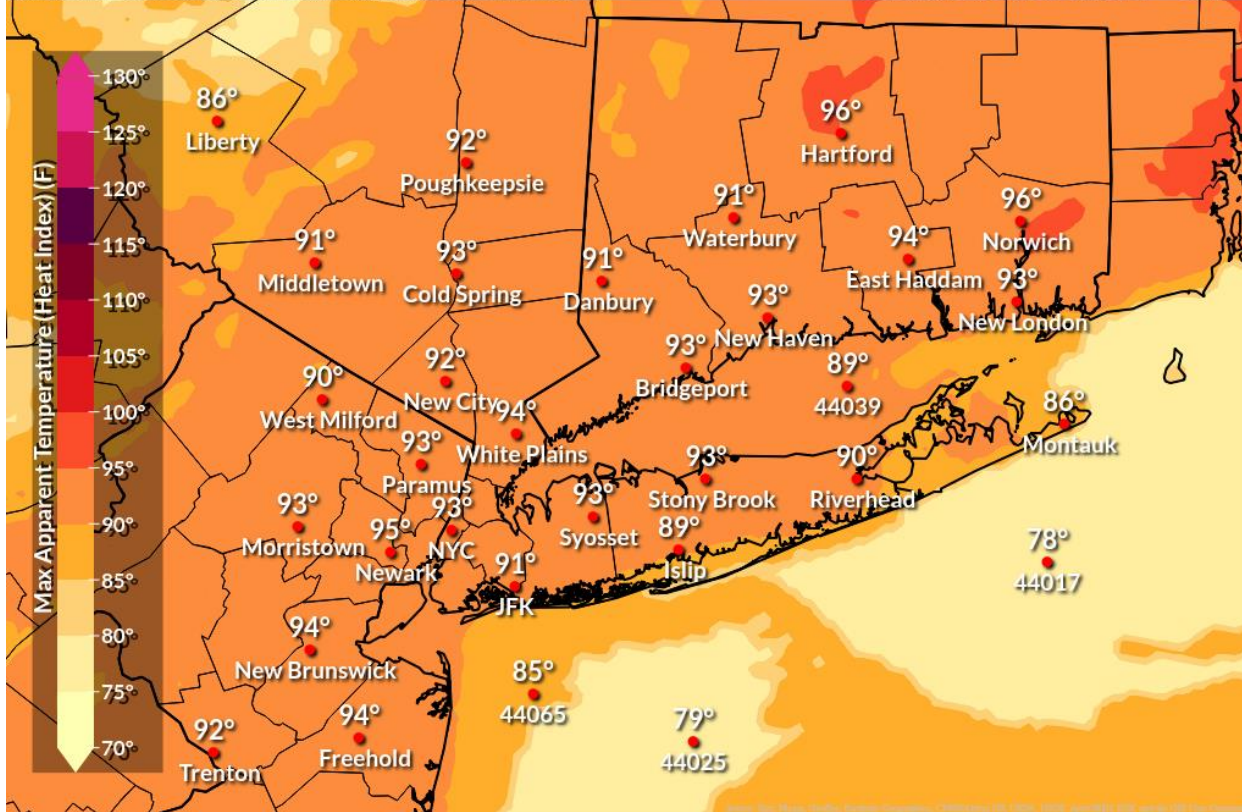 Max Apparent Temperature (Heat Index) (F)
130°
125°
120°
115°
110°
105°
100°
95°
90°
85°
80°
75°
70°
86°
Liberty
92°
Poughkeepsie
96°
Hartford
91°
Waterbury
96°
Norwich
91°
Middletown
93°
Cold Spring
91°
Danbury
94°
East Haddam
93°
New London
93°
New Haven
93°
Bridgeport
89°
44039
90°
West Milford
92°
New City
94°
White Plains
86°
Montauk
93°
Paramus
93°
Stony Brook
90°
Riverhead
93°
Morristown
95°
Newark
93°
NYC
93°
Syosset
89°
Islip
91°
JFK
78°
44017
94°
New Brunswick
85°
44065
79°
44025
92°
Trenton
94°
Freehold